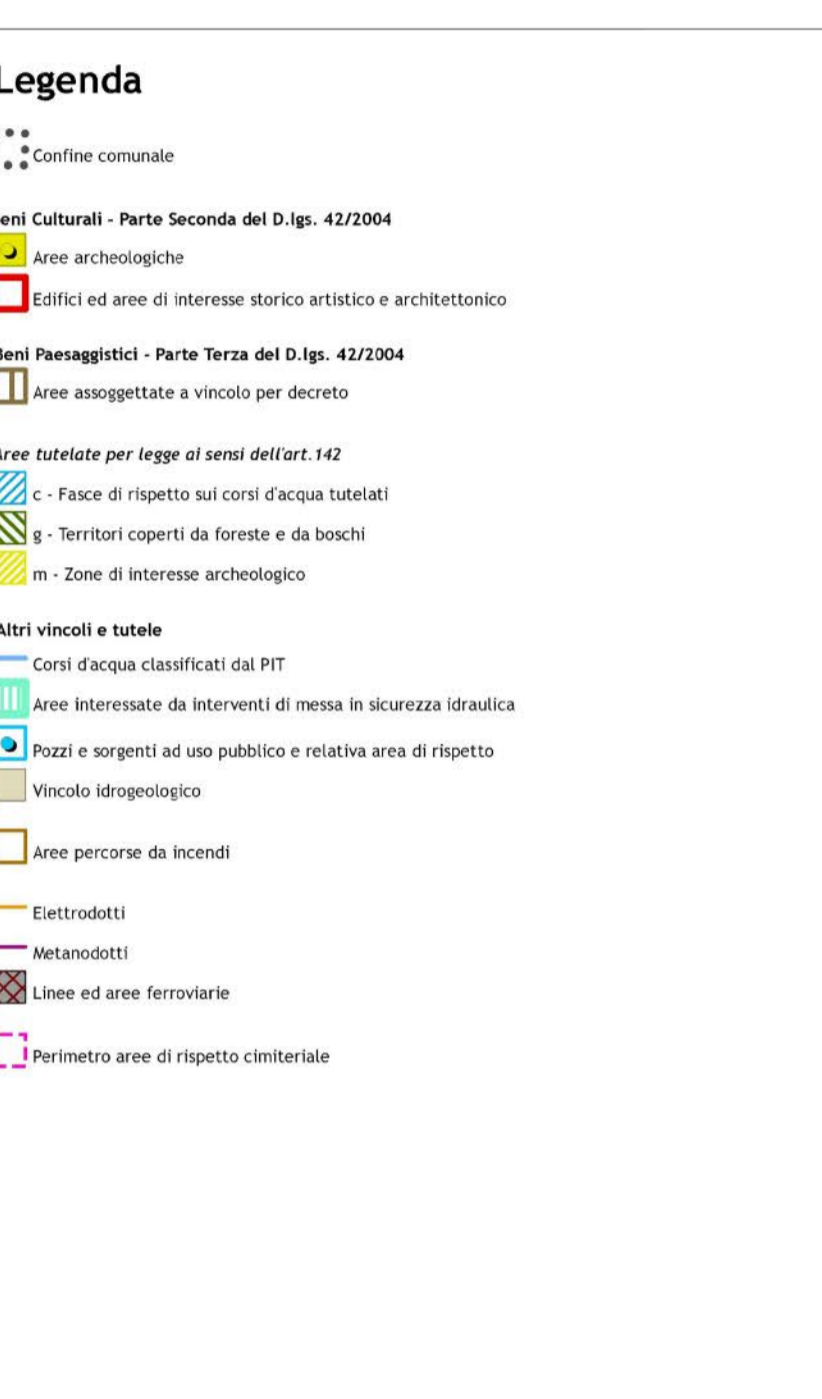 Legenda
Confine comunale
eni Culturali - Parte Seconda del D.lgs. 42/2004
Aree archeologiche
Edifici ed aree di interesse storico artistico e architettonico
Beni Paesaggistici - Parte Terza del D.lgs. 42/2004
Aree assoggettate a vincolo per decreto
Aree tutelate per legge ai sensi dell'art.142
c - Fasce di rispetto sui corsi d'acqua tutelati
g - Territori coperti da foreste e da boschi
m - Zone di interesse archeologico
Altri vincoli e tutele
Corsi d'acqua classificati dal PIT
Aree interessate da interventi di messa in sicurezza idraulica
Pozzi e sorgenti ad uso pubblico e relativa area di rispetto
Vincolo idrogeologico
Aree percorse da incendi
Elettrodotti
Metanodotti
Linee ed aree ferroviarie
Perimetro aree di rispetto cimiteriale